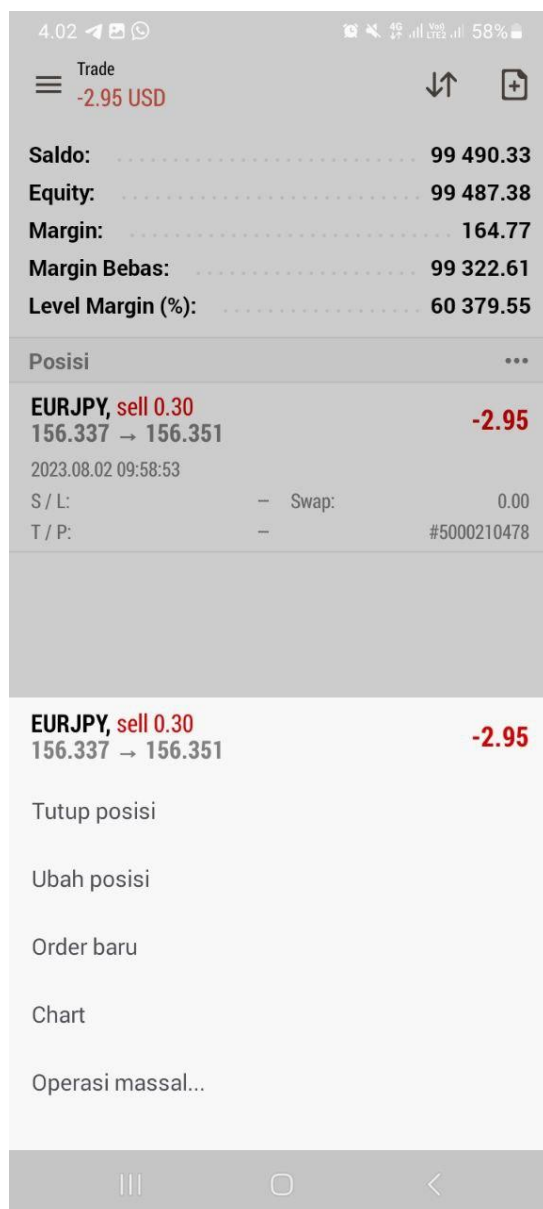 4.02
4G Vo) LTE2 58%
Trade
-2.95 USD
Saldo: 99 490.33
Equity: 99 487.38
Margin: 164.77
Margin Bebas: 99 322.61
Level Margin (%): 60 379.55
Posisi
EURJPY, sell 0.30 -2.95
156.337 → 156.351
2023.08.02 09:58:53
S / L: – Swap: 0.00
T / P: – #5000210478
EURJPY, sell 0.30 -2.95
156.337 → 156.351
Tutup posisi
Ubah posisi
Order baru
Chart
Operasi massal...